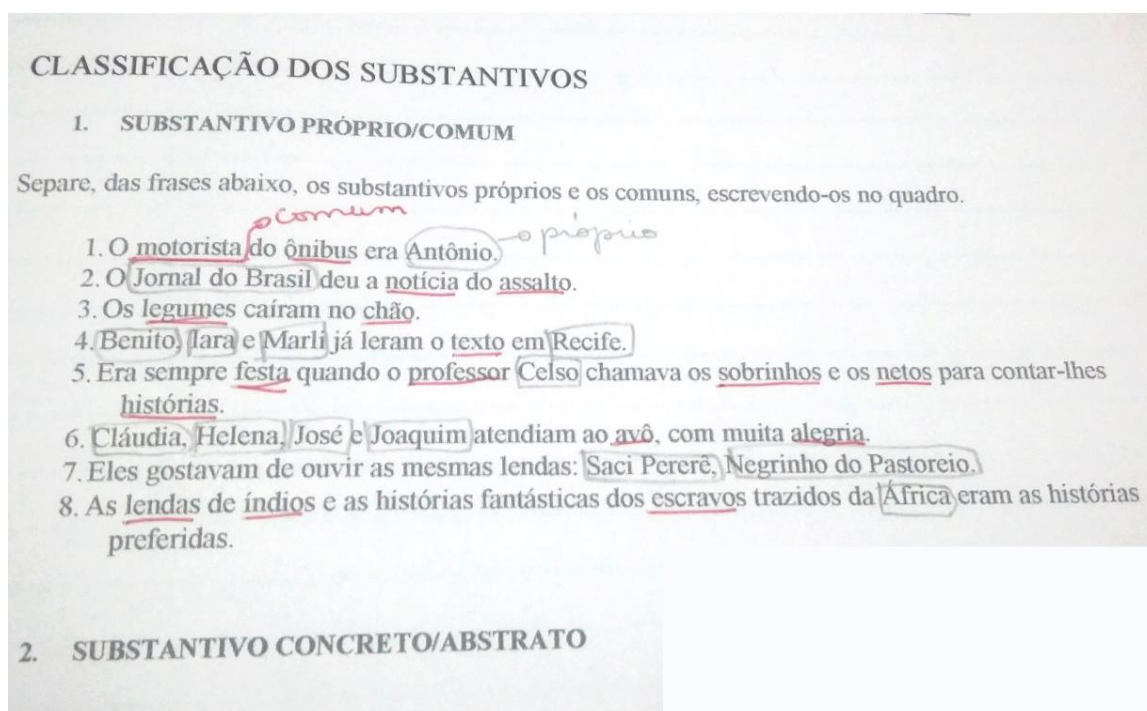 CLASSIFICAÇÃO DOS SUBSTANTIVOS
1. SUBSTANTIVO PRÓPRIO/COMUM
Separe, das frases abaixo, os substantivos próprios e os comuns, escrevendo-os no quadro.
comum
1. O motorista do ônibus era Antônio. próprio
2. O Jornal do Brasil deu a notícia do assalto.
3. Os legumes caíram no chão.
4. Benito, Iara e Marli já leram o texto em Recife.
5. Era sempre festa quando o professor Celso chamava os sobrinhos e os netos para contar-lhes
histórias.
6. Cláudia, Helena, José e Joaquim atendiam ao avô, com muita alegria.
7. Eles gostavam de ouvir as mesmas lendas: Saci Pererê, Negrinho do Pastoreio.
8. As lendas de índios e as histórias fantásticas dos escravos trazidos da África eram as histórias
preferidas.
2. SUBSTANTIVO CONCRETO/ABSTRATO